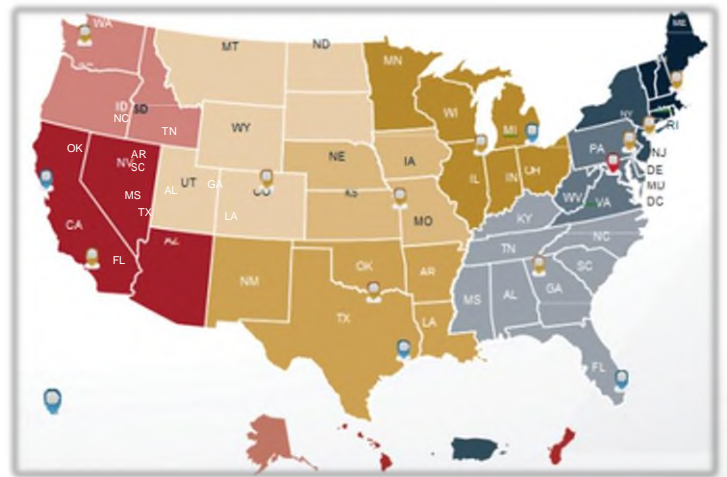 WA
ME
MT
ND
MN
ID
SD
NC
TN
WY
WI
MI
NY
RI
OK
NV
AR
SC
NE
IA
IL
IN
OH
PA
NJ
DE
MD
DC
MS
TX
AL
UT
GA
CO
KS
MO
WV
VA
KY
CA
FL
LA
AZ
NM
OK
AR
TN
NC
SC
TX
LA
MS
AL
GA
FL